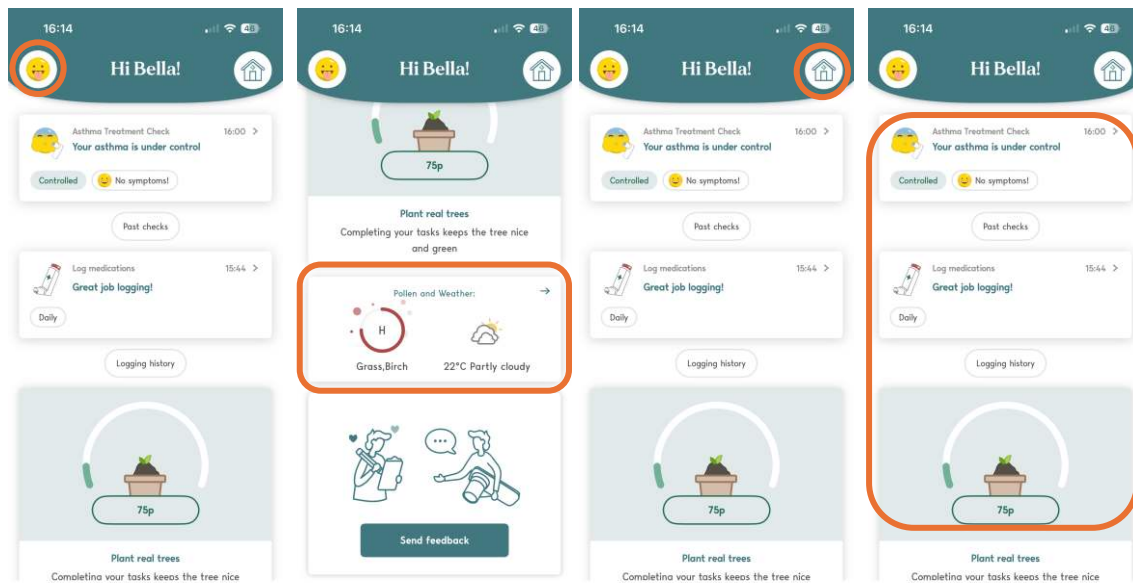 16:14
48
Hi Bella!
Asthma Treatment Check
16:00 >
Your asthma is under control
Controlled
No symptoms!
Past checks
Log medications
15:44 >
Great job logging!
Daily
Logging history
75p
Plant real trees
Completing your tasks keeps the tree nice
16:14
48
Hi Bella!
75p
Plant real trees
Completing your tasks keeps the tree nice
and green
Pollen and Weather:
→
H
Grass,Birch
22°C Partly cloudy
Send feedback
16:14
48
Hi Bella!
Asthma Treatment Check
16:00 >
Your asthma is under control
Controlled
No symptoms!
Past checks
Log medications
15:44 >
Great job logging!
Daily
Logging history
75p
Plant real trees
Completing your tasks keeps the tree nice
16:14
48
Hi Bella!
Asthma Treatment Check
16:00 >
Your asthma is under control
Controlled
No symptoms!
Past checks
Log medications
15:44 >
Great job logging!
Daily
Logging history
75p
Plant real trees
Completing your tasks keeps the tree nice